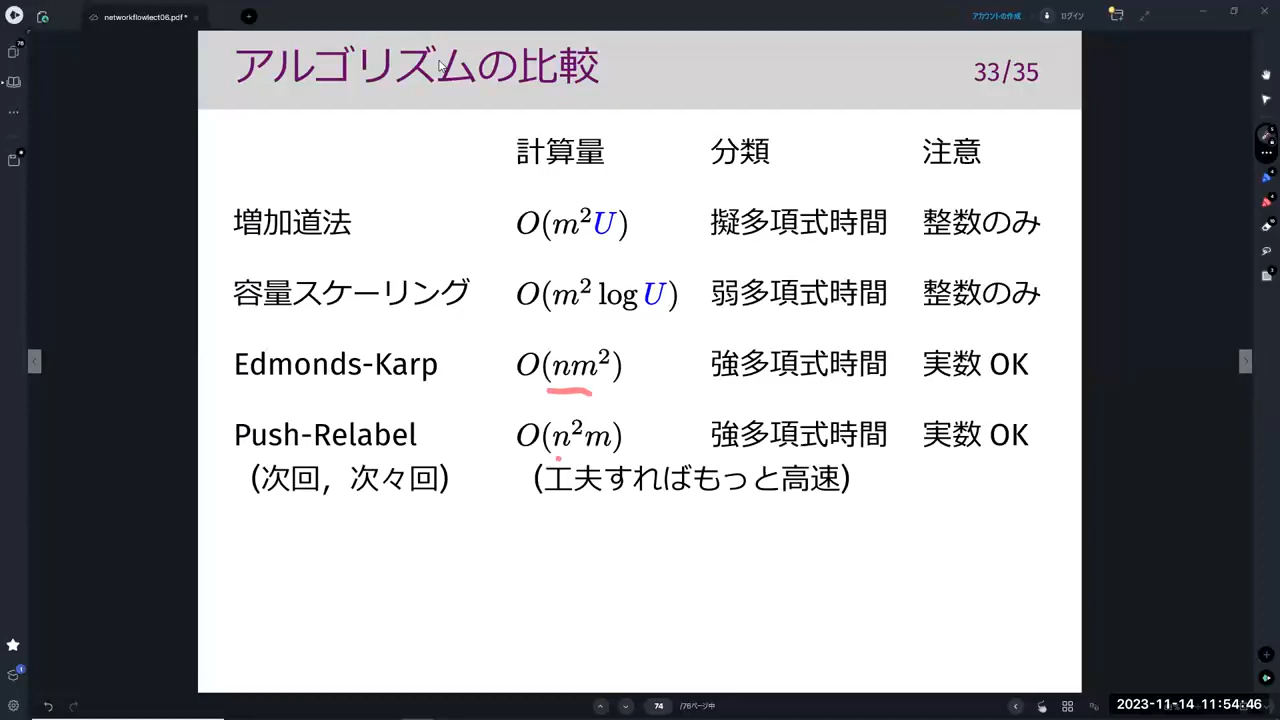 networkflowlect06.pdf *
アカウントの作成
ログイン
アルゴリズムの比較 33/35
計算量 分類 注意
増加道法 O(m²U) 擬多項式時間 整数のみ
容量スケーリング O(m² log U) 弱多項式時間 整数のみ
Edmonds-Karp O(nm²) 強多項式時間 実数 OK
Push-Relabel O(n²m) 強多項式時間 実数 OK
(次回，次々回) (工夫すればもっと高速)
74 /76ページ中
2023-11-14 11:54:46